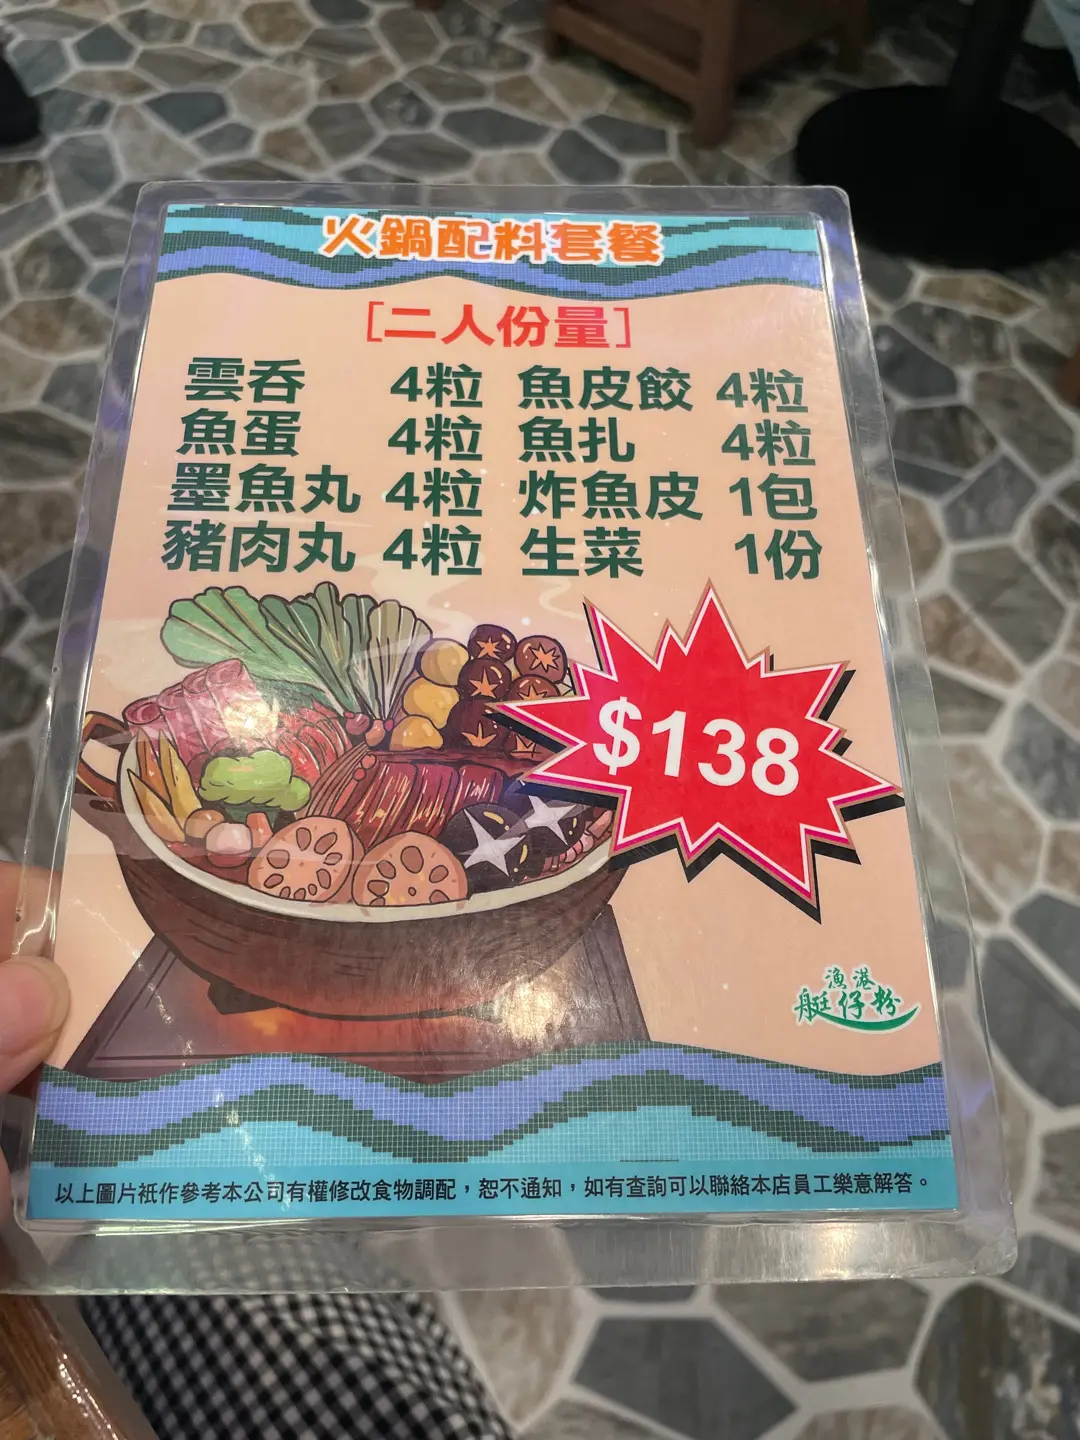 火鍋配料套餐
[二人份量]
雲吞 4粒 魚皮餃 4粒
魚蛋 4粒 魚扎 4粒
墨魚丸 4粒 炸魚皮 1包
豬肉丸 4粒 生菜 1份
$138
漁港
艇仔粉
以上圖片衹作參考本公司有權修改食物調配，恕不通知，如有查詢可以聯絡本店員工樂意解答。